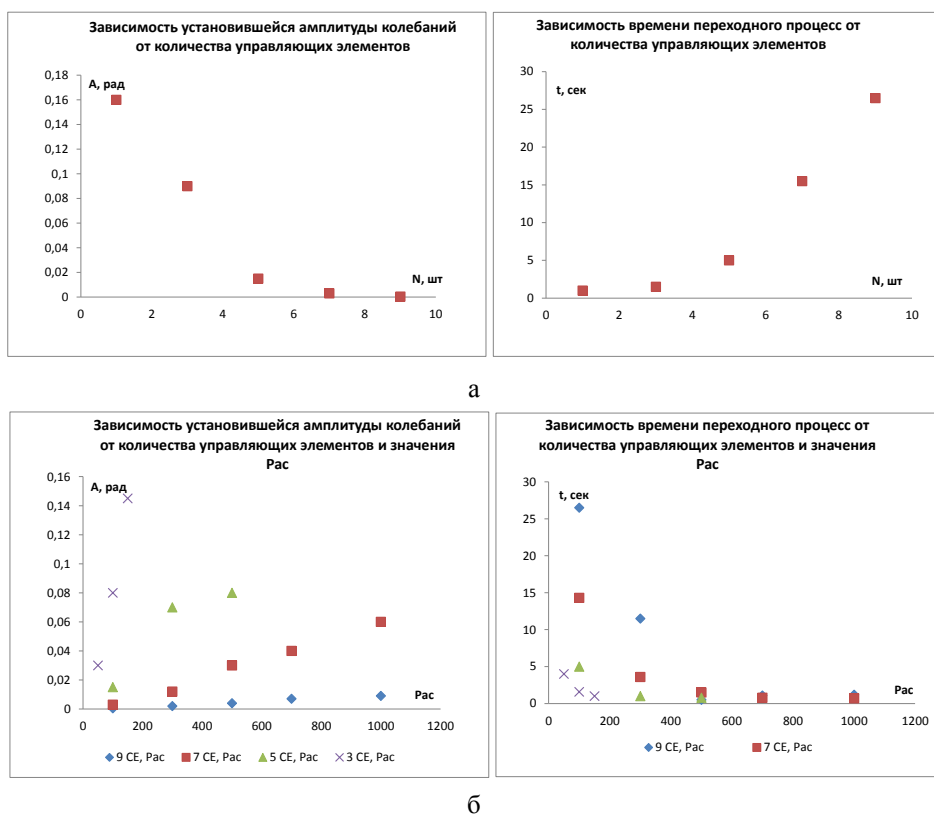 Зависимость установившейся амплитуды колебаний
от количества управляющих элементов
А, рад
0,18
0,16
0,14
0,12
0,1
0,08
0,06
0,04
0,02
0
N, шт
0 2 4 6 8 10
Зависимость времени переходного процесс от
количества управляющих элементов
t, сек
30
25
20
15
10
5
0
N, шт
0 2 4 6 8 10
а
Зависимость установившейся амплитуды колебаний
от количества управляющих элементов и значения
Рас
А, рад
0,16
0,14
0,12
0,1
0,08
0,06
0,04
0,02
0
Рас
0 200 400 600 800 1000 1200
9 СЕ, Рас 7 СЕ, Рас 5 СЕ, Рас 3 СЕ, Рас
Зависимость времени переходного процесс от
количества управляющих элементов и значения
Рас
t, сек
30
25
20
15
10
5
0
Рас
0 200 400 600 800 1000 1200
9 СЕ, Рас 7 СЕ, Рас
б